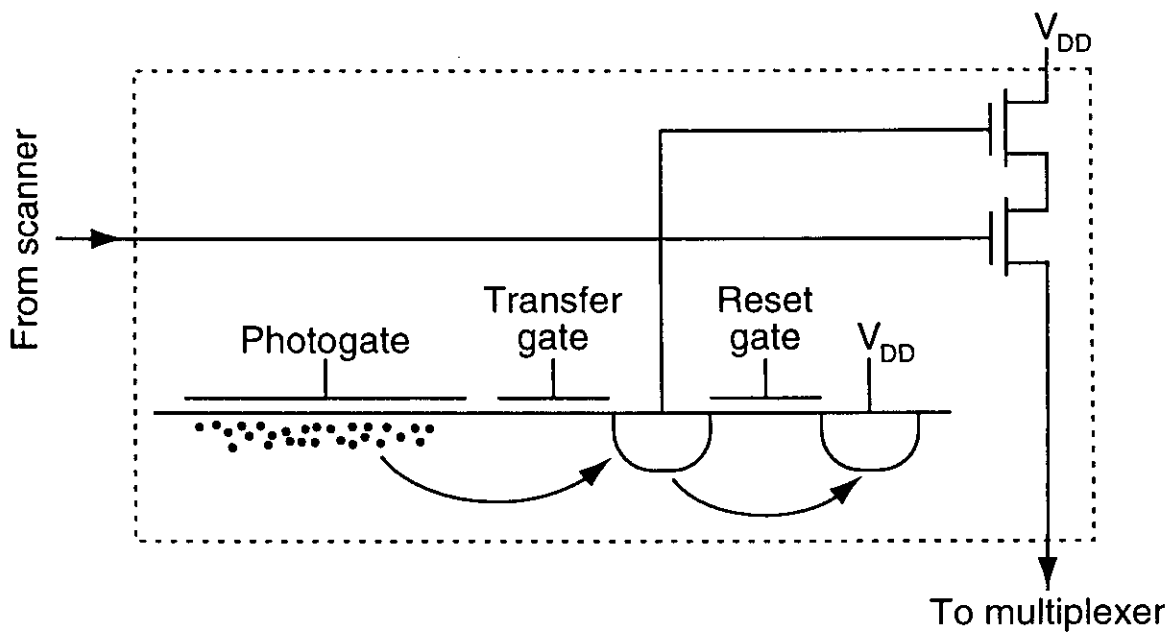 V_DD
From scanner
Transfer
gate
Reset
gate
Photogate
V_DD
To multiplexer